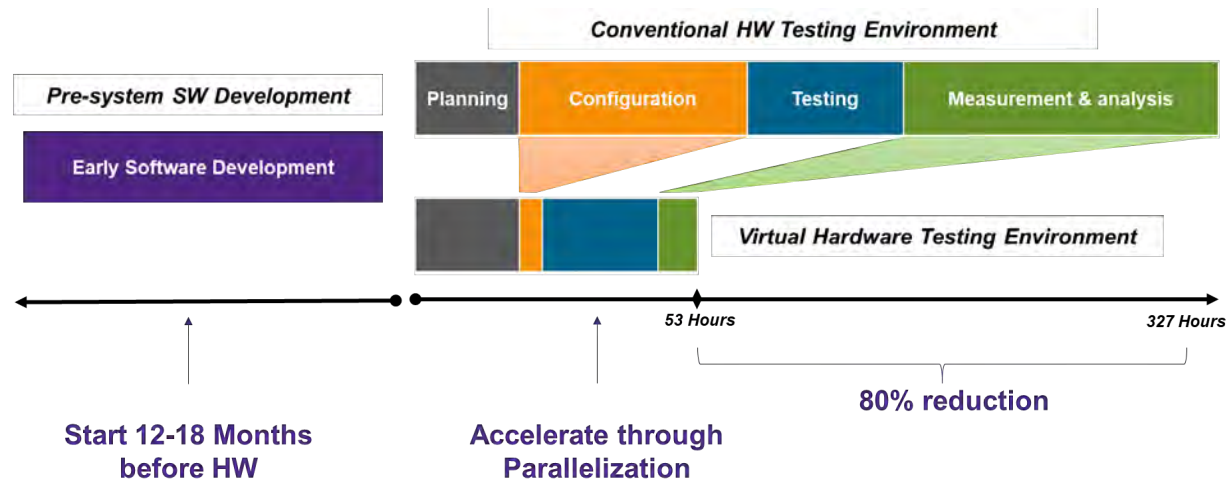 Conventional HW Testing Environment
Pre-system SW Development
Planning
Configuration
Testing
Measurement & analysis
Early Software Development
Virtual Hardware Testing Environment
53 Hours
327 Hours
80% reduction
Start 12-18 Months
before HW
Accelerate through
Parallelization